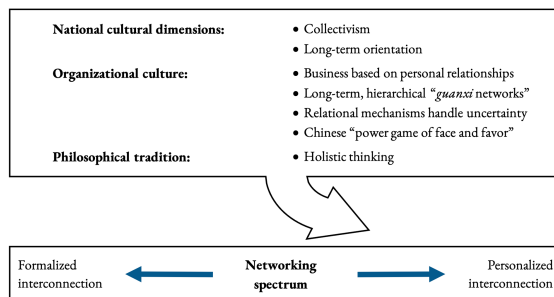 National cultural dimensions: • Collectivism
• Long-term orientation
Organizational culture: • Business based on personal relationships
• Long-term, hierarchical “guanxi networks”
• Relational mechanisms handle uncertainty
• Chinese “power game of face and favor”
Philosophical tradition: • Holistic thinking
Formalized Networking Personalized
interconnection spectrum interconnection